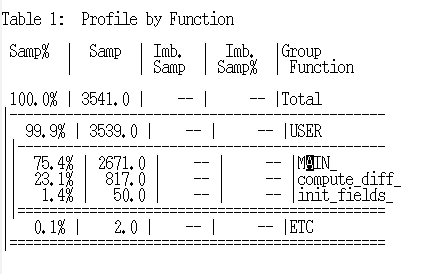 Table 1:  Profile by Function
Samp% | Samp | Imb. | Imb. |Group
| | Samp | Samp% | Function
100.0% | 3541.0 | -- | -- |Total
|-----------------------------------------
| 99.9% | 3539.0 | -- | -- |USER
||----------------------------------------
|| 75.4% | 2671.0 | -- | -- |MAIN_
|| 23.1% | 817.0 | -- | -- |compute_diff_
|| 1.4% | 50.0 | -- | -- |init_fields_
||========================================
| 0.1% | 2.0 | -- | -- |ETC
|=========================================